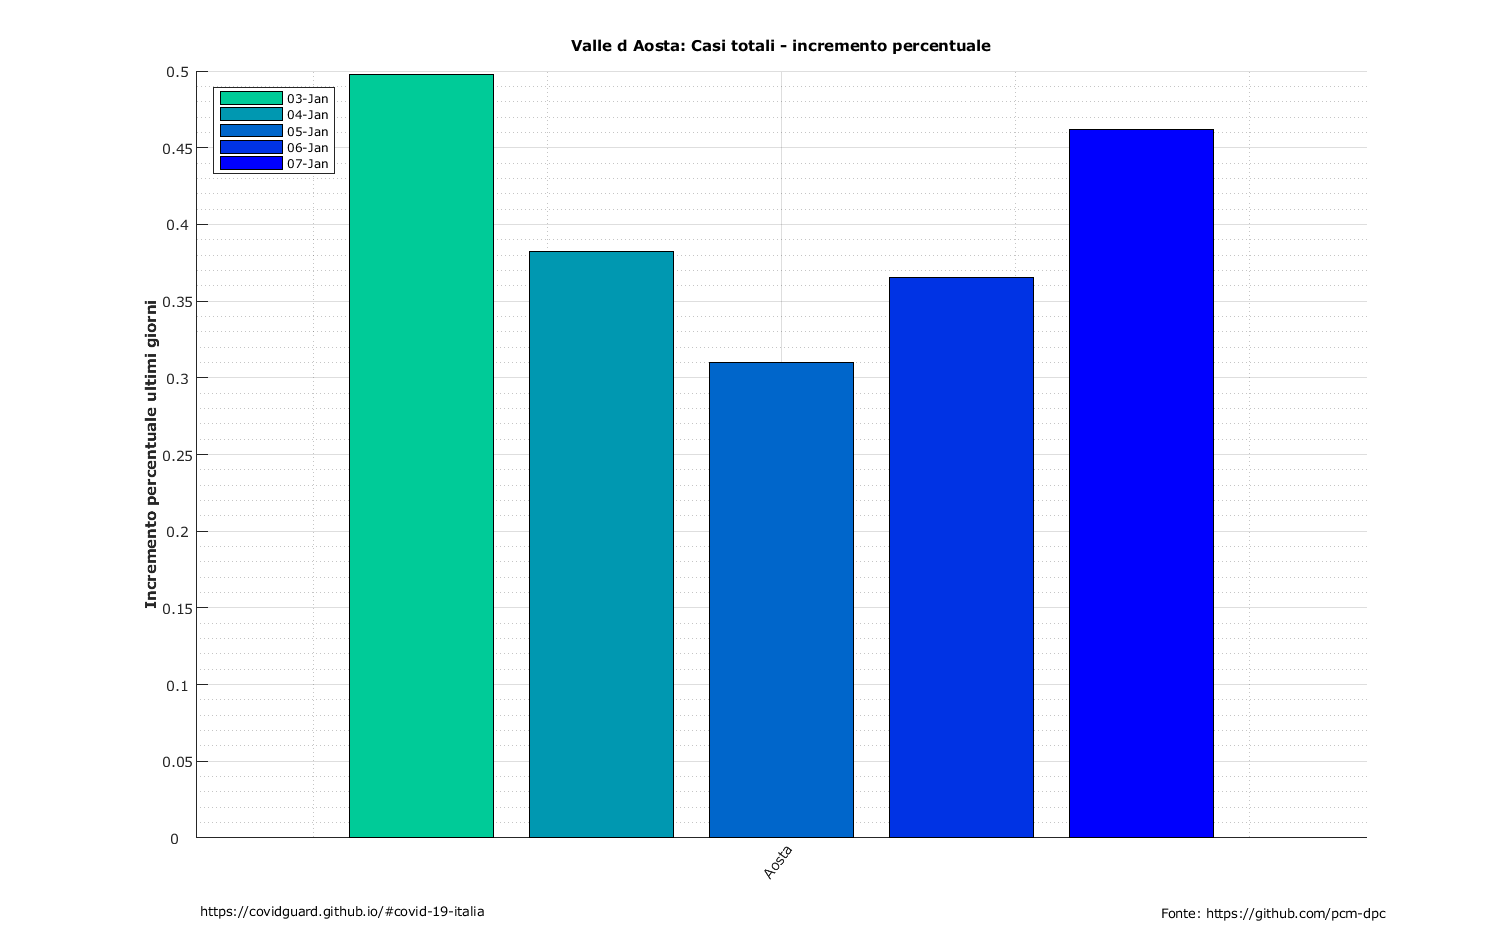 Valle d Aosta: Casi totali - incremento percentuale
0.5
0.45
0.4
0.35
0.3
0.25
0.2
0.15
0.1
0.05
0
Incremento percentuale ultimi giorni
03-Jan
04-Jan
05-Jan
06-Jan
07-Jan
Aosta
https://covidguard.github.io/#covid-19-italia
Fonte: https://github.com/pcm-dpc